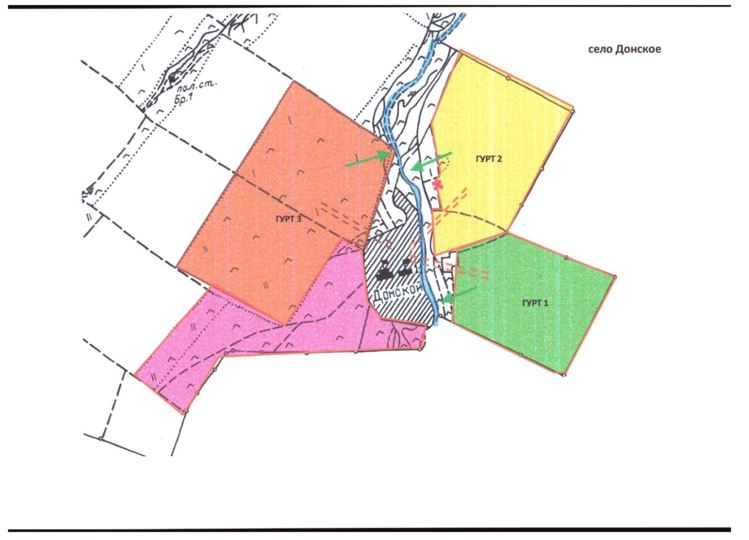 село Донское
пол. ст.
Бр.1
ГУРТ 2
ГУРТ 3
Донской
ГУРТ 1